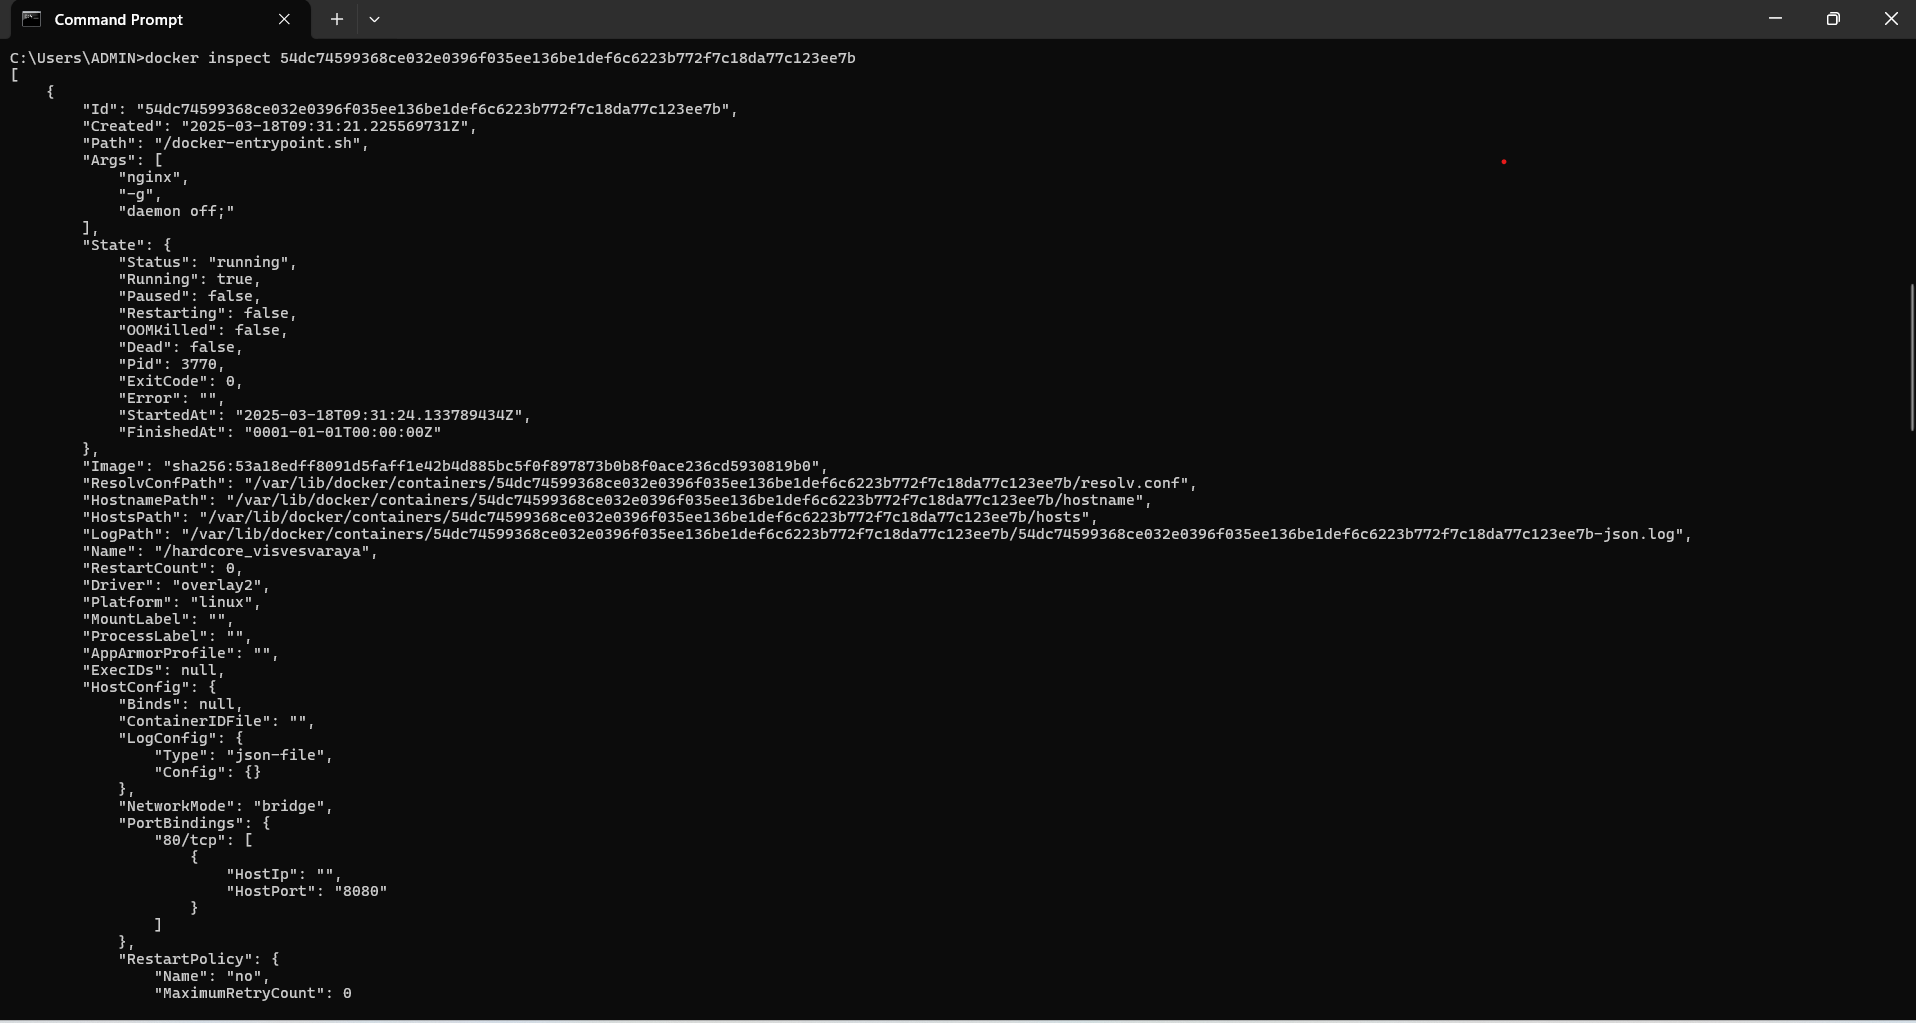 Command Prompt
C:\Users\ADMIN>docker inspect 54dc74599368ce032e0396f035ee136be1def6c6223b772f7c18da77c123ee7b
[
    {
        "Id": "54dc74599368ce032e0396f035ee136be1def6c6223b772f7c18da77c123ee7b",
        "Created": "2025-03-18T09:31:21.225569731Z",
        "Path": "/docker-entrypoint.sh",
        "Args": [
            "nginx",
            "-g",
            "daemon off;"
        ],
        "State": {
            "Status": "running",
            "Running": true,
            "Paused": false,
            "Restarting": false,
            "OOMKilled": false,
            "Dead": false,
            "Pid": 3770,
            "ExitCode": 0,
            "Error": "",
            "StartedAt": "2025-03-18T09:31:24.133789434Z",
            "FinishedAt": "0001-01-01T00:00:00Z"
        },
        "Image": "sha256:53a18edff8091d5faff1e42b4d885bc5f0f897873b0b8f0ace236cd5930819b0",
        "ResolvConfPath": "/var/lib/docker/containers/54dc74599368ce032e0396f035ee136be1def6c6223b772f7c18da77c123ee7b/resolv.conf",
        "HostnamePath": "/var/lib/docker/containers/54dc74599368ce032e0396f035ee136be1def6c6223b772f7c18da77c123ee7b/hostname",
        "HostsPath": "/var/lib/docker/containers/54dc74599368ce032e0396f035ee136be1def6c6223b772f7c18da77c123ee7b/hosts",
        "LogPath": "/var/lib/docker/containers/54dc74599368ce032e0396f035ee136be1def6c6223b772f7c18da77c123ee7b/54dc74599368ce032e0396f035ee136be1def6c6223b772f7c18da77c123ee7b-json.log",
        "Name": "/hardcore_visvesvaraya",
        "RestartCount": 0,
        "Driver": "overlay2",
        "Platform": "linux",
        "MountLabel": "",
        "ProcessLabel": "",
        "AppArmorProfile": "",
        "ExecIDs": null,
        "HostConfig": {
            "Binds": null,
            "ContainerIDFile": "",
            "LogConfig": {
                "Type": "json-file",
                "Config": {}
            },
            "NetworkMode": "bridge",
            "PortBindings": {
                "80/tcp": [
                    {
                        "HostIp": "",
                        "HostPort": "8080"
                    }
                ]
            },
            "RestartPolicy": {
                "Name": "no",
                "MaximumRetryCount": 0